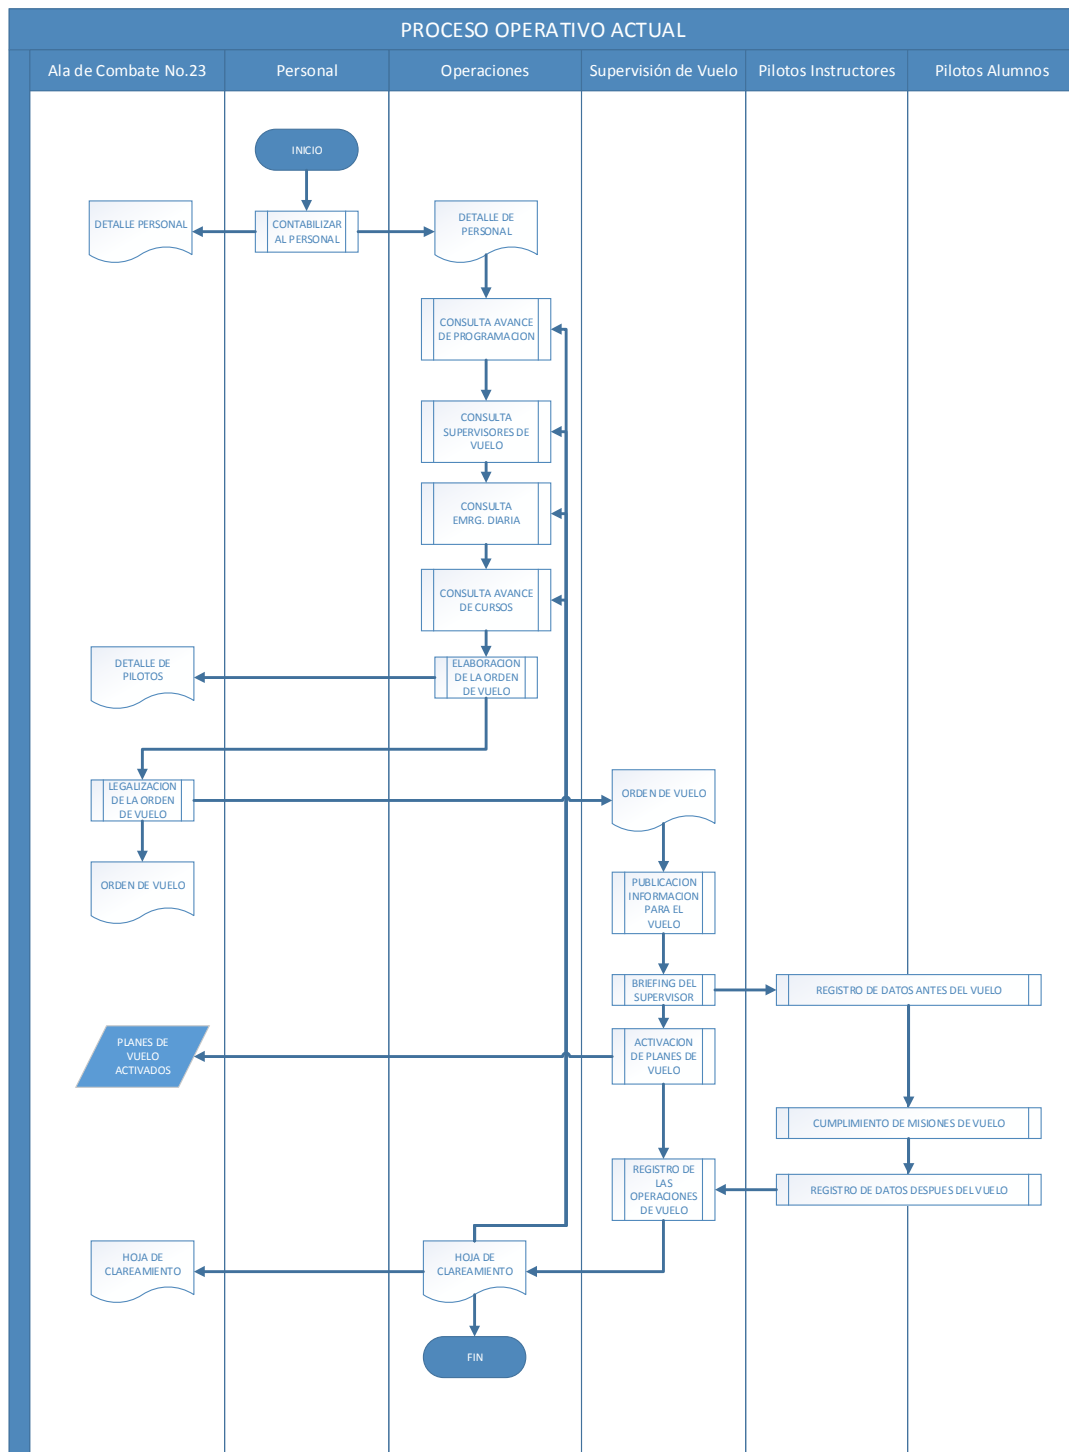 PROCESO OPERATIVO ACTUAL
Ala de Combate No.23
Personal
Operaciones
Supervisión de Vuelo
Pilotos Instructores
Pilotos Alumnos
INICIO
DETALLE PERSONAL
CONTABILIZAR
AL PERSONAL
DETALLE DE
PERSONAL
CONSULTA AVANCE
DE PROGRAMACION
CONSULTA
SUPERVISORES DE
VUELO
CONSULTA
EMRG. DIARIA
CONSULTA AVANCE
DE CURSOS
DETALLE DE
PILOTOS
ELABORACION
DE LA ORDEN
DE VUELO
LEGALIZACION
DE LA ORDEN
DE VUELO
ORDEN DE VUELO
ORDEN DE VUELO
PUBLICACION
INFORMACION
PARA EL
VUELO
BRIEFING DEL
SUPERVISOR
REGISTRO DE DATOS ANTES DEL VUELO
PLANES DE
VUELO
ACTIVADOS
ACTIVACION
DE PLANES DE
VUELO
CUMPLIMIENTO DE MISIONES DE VUELO
REGISTRO DE
LAS
OPERACIONES
DE VUELO
REGISTRO DE DATOS DESPUES DEL VUELO
HOJA DE
CLAREAMIENTO
HOJA DE
CLAREAMIENTO
FIN